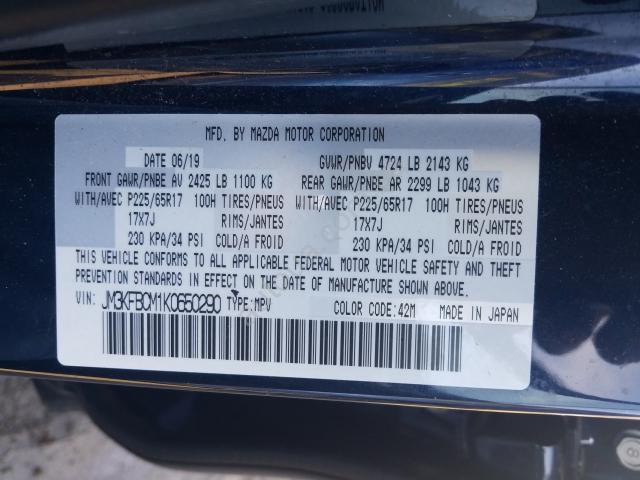 MFD. BY MAZDA MOTOR CORPORATION
DATE 06/19 GVWR/PNBV 4724 LB 2143 KG
FRONT GAWR/PNBE AV 2425 LB 1100 KG REAR GAWR/PNBE AR 2299 LB 1043 KG
WITH/AVEC P225/65R17 100H TIRES/PNEUS WITH/AVEC P225/65R17 100H TIRES/PNEUS
17X7J RIMS/JANTES 17X7J RIMS/JANTES
230 KPA/34 PSI COLD/A FROID 230 KPA/34 PSI COLD/A FROID
THIS VEHICLE CONFORMS TO ALL APPLICABLE FEDERAL MOTOR VEHICLE SAFETY AND THEFT
PREVENTION STANDARDS IN EFFECT ON THE DATE OF MANUFACTURE SHOWN ABOVE.
VIN: JM3KFBCM1K0650290 TYPE:MPV COLOR CODE:42M MADE IN JAPAN